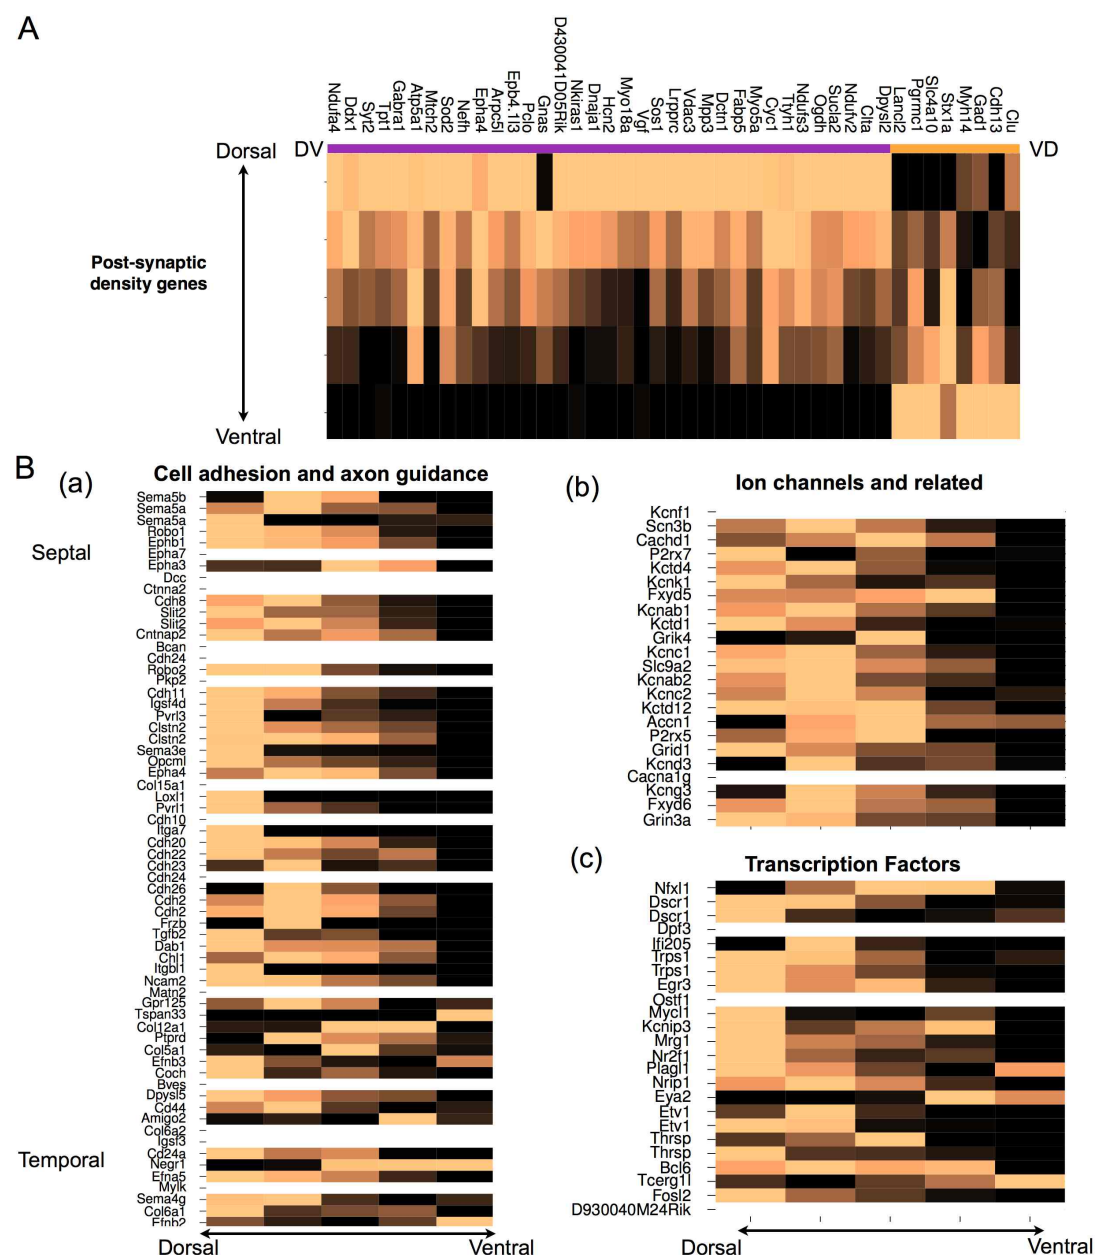 A
Ndufa4
Ddx1
Syt2
Tpt1
Gabra1
Atp5a1
Mtch2
Sod2
Nefh
Epha4
Arpc5l
Epb4.1l3
Pclo
Gnas
D430041D05Rik
Nkiras1
Dnaja1
Hcn2
Myo18a
Vgf
Sos1
Lrpprc
Vdac3
Mpp3
Dctn1
Fabp5
Myo5a
Cyc1
Ttyh1
Ndufs3
Ogdh
Sucla2
Ndufv2
Clta
Dpysl2
Lancl2
Pgrmc1
Slc4a10
Stx1a
Myh14
Gad1
Cdh13
Clu
Dorsal DV VD
Post-synaptic
density genes
Ventral
B
(a) Cell adhesion and axon guidance
Septal
Temporal
Sema5b
Sema5a
Sema5a
Robo1
Ephb1
Epha7
Epha3
Dcc
Ctnna2
Cdh8
Slit2
Slit2
Cntnap2
Bcan
Cdh24
Robo2
Pkp2
Cdh11
Igsf4d
Pvrl3
Clstn2
Clstn2
Sema3e
Opcml
Epha4
Col15a1
Loxl1
Pvrl1
Cdh10
Itga7
Cdh20
Cdh22
Cdh23
Cdh24
Cdh26
Cdh2
Cdh2
Frzb
Tgfb2
Dab1
Chl1
Itgbl1
Ncam2
Matn2
Gpr125
Tspan33
Col12a1
Ptprd
Col5a1
Efnb3
Coch
Bves
Dpysl5
Cd44
Amigo2
Col6a2
Igsf3
Cd24a
Negr1
Efna5
Mylk
Sema4g
Col6a1
Efnb2
Dorsal Ventral
(b) Ion channels and related
Kcnf1
Scn3b
Cachd1
P2rx7
Kctd4
Kcnk1
Fxyd5
Kcnab1
Kctd1
Grik4
Kcnc1
Slc9a2
Kcnab2
Kcnc2
Kctd12
Accn1
P2rx5
Grid1
Kcnd3
Cacna1g
Kcng3
Fxyd6
Grin3a
(c) Transcription Factors
Nfxl1
Dscr1
Dscr1
Dpf3
Ifi205
Trps1
Trps1
Egr3
Ostf1
Mycl1
Kcnip3
Mrg1
Nr2f1
Plagl1
Nrip1
Eya2
Etv1
Etv1
Thrsp
Thrsp
Bcl6
Tcerg1l
Fosl2
D930040M24Rik
Dorsal Ventral